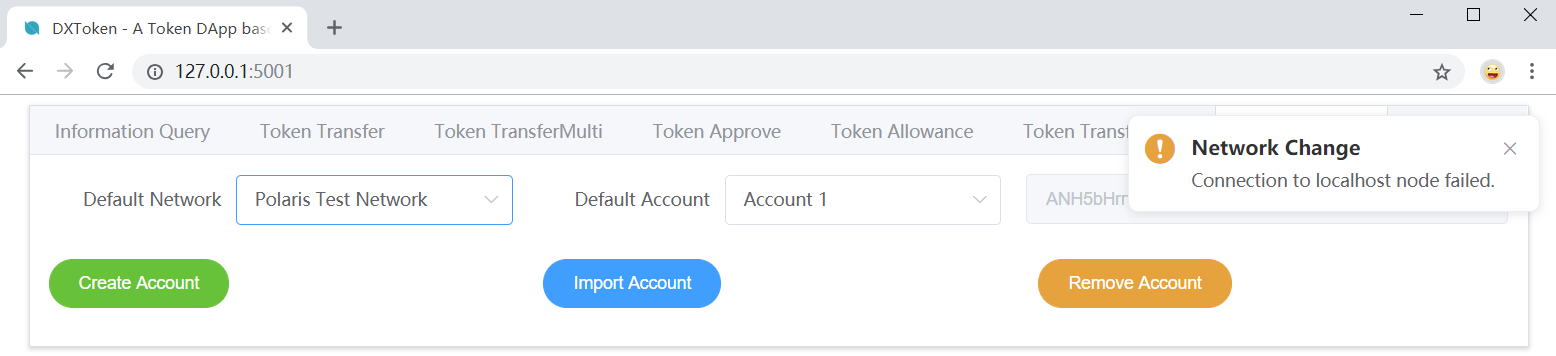 DXToken - A Token DApp bas
127.0.0.1:5001
Information Query Token Transfer Token TransferMulti Token Approve Token Allowance Token Transf
Network Change
Connection to localhost node failed.
Default Network Polaris Test Network Default Account Account 1 ANH5bHrr
Create Account Import Account Remove Account